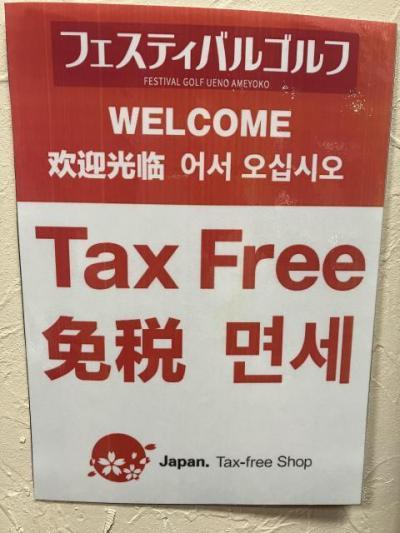 フェスティバルゴルフ
FESTIVAL GOLF UENO AMEYOKO
WELCOME
欢迎光临 어서 오십시오
Tax Free
免税 면세
Japan. Tax-free Shop